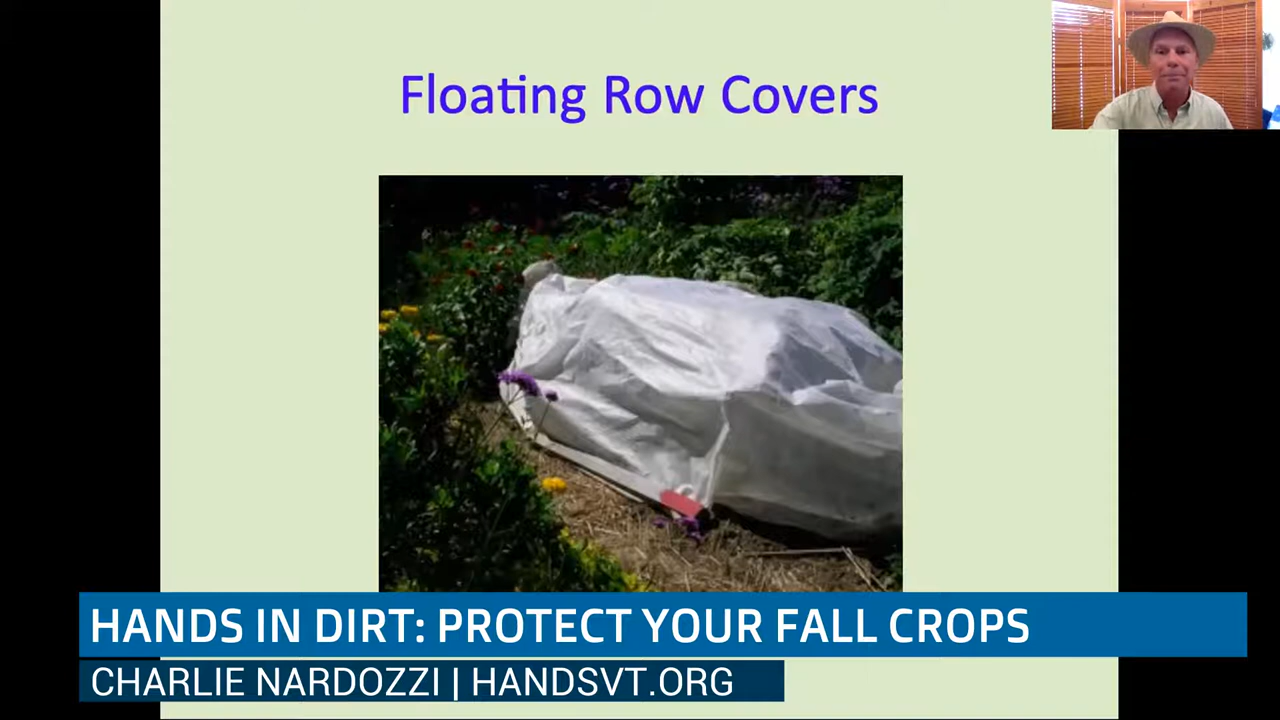 Floating Row Covers
HANDS IN DIRT: PROTECT YOUR FALL CROPS
CHARLIE NARDOZZI | HANDSVT.ORG